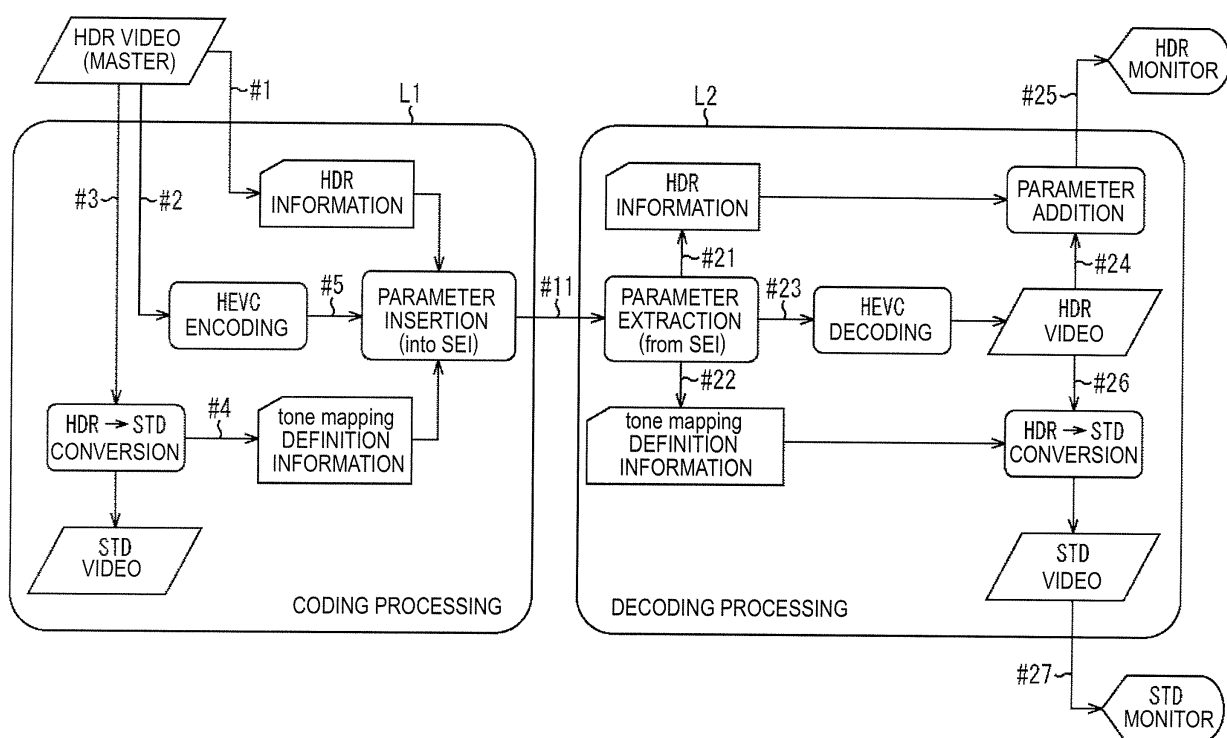 HDR VIDEO
(MASTER)
#1
L1
L2
#25
HDR
MONITOR
#3
#2
HDR
INFORMATION
HDR
INFORMATION
PARAMETER
ADDITION
#21
#24
HEVC
ENCODING
#5
PARAMETER
INSERTION
(into SEI)
#11
PARAMETER
EXTRACTION
(from SEI)
#23
HEVC
DECODING
HDR
VIDEO
#22
#26
HDR → STD
CONVERSION
#4
tone mapping
DEFINITION
INFORMATION
tone mapping
DEFINITION
INFORMATION
HDR → STD
CONVERSION
STD
VIDEO
STD
VIDEO
CODING PROCESSING
DECODING PROCESSING
#27
STD
MONITOR